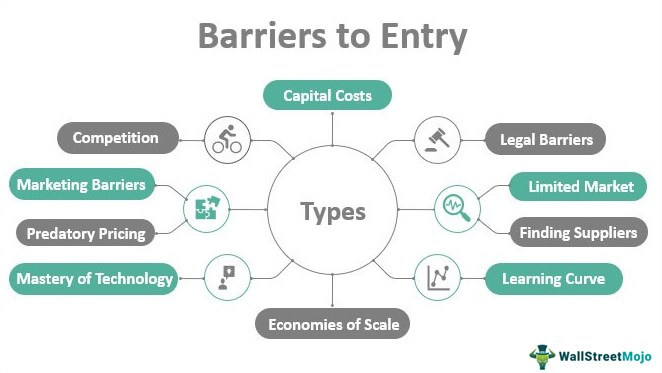 Barriers to Entry
Capital Costs
Competition
Legal Barriers
Marketing Barriers
Limited Market
Types
Predatory Pricing
Finding Suppliers
Mastery of Technology
Learning Curve
Economies of Scale
WallStreetMojo